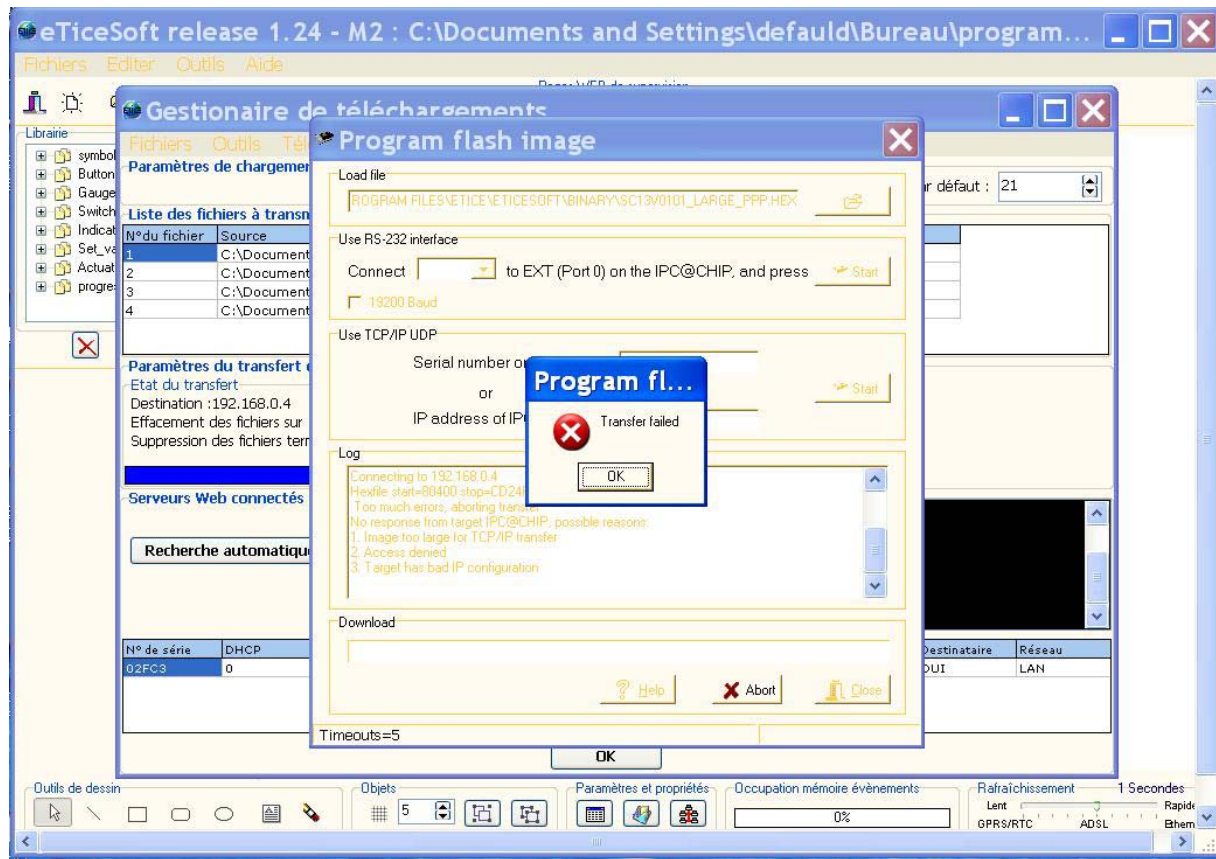 eTiceSoft release 1.24 - M2 : C:\Documents and Settings\defauld\Bureau\program...
Fichiers Editer Outils Aide
Gestionaire de téléchargements
Fichiers Outils
Program flash image
Librairie
symbol
Button
Gauge
Switch
Indicat
Set_va
Actuat
progre
Paramètres de chargemen
r défaut : 21
Liste des fichiers à transn
N°du fichier Source
1 C:\Document
2 C:\Document
3 C:\Document
4 C:\Document
Paramètres du transfert
Etat du transfert
Destination :192.168.0.4
Effacement des fichiers sur
Suppression des fichiers terr
Serveurs Web connectés
Recherche automatiqu
N° de série DHCP
Destinataire Réseau
02FC3 0
OUI LAN
Load file
ROGRAM FILES\ETICE\ETICESOFT\BINARY\SC13V0101_LARGE_PPP.HEX
Use RS-232 interface
Connect to EXT (Port 0) on the IPC@CHIP, and press Start
19200 Baud
Use TCP/IP UDP
Serial number or
or
Start
IP address of IP
Program fl...
Transfer failed
OK
Log
Connecting to 192.168.0.4
Hexfile start=80400 stop=CD24
Too much errors, aborting transfer
No response from target IPC@CHIP, possible reasons:
1. Image too large for TCP/IP transfer
2. Access denied
3. Target has bad IP configuration
Download
Help Abort Close
Timeouts=5
OK
Outils de dessin
Objets
5
Paramètres et propriétés
Occupation mémoire évènements
0%
Rafraîchissement 1 Secondes
Lent Rapide
GPRS/RTC ADSL Ethern